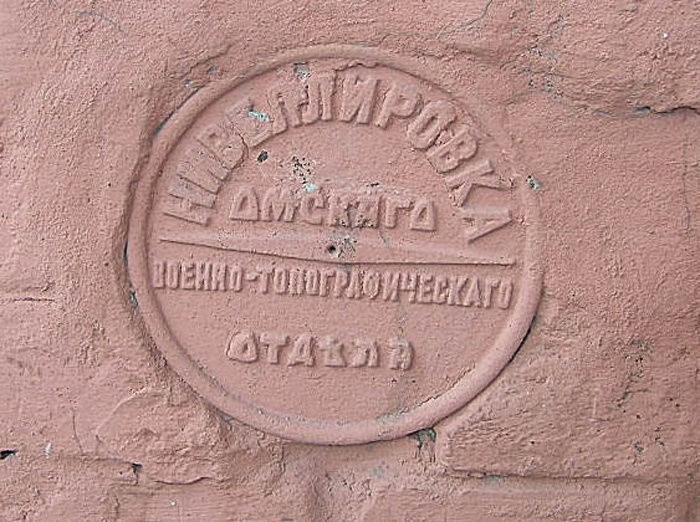 НИВЕЛЛИРОВКА
ОМСКАГО
ВОЕННО-ТОПОГРАФИЧЕСКАГО
ОТДѢЛА